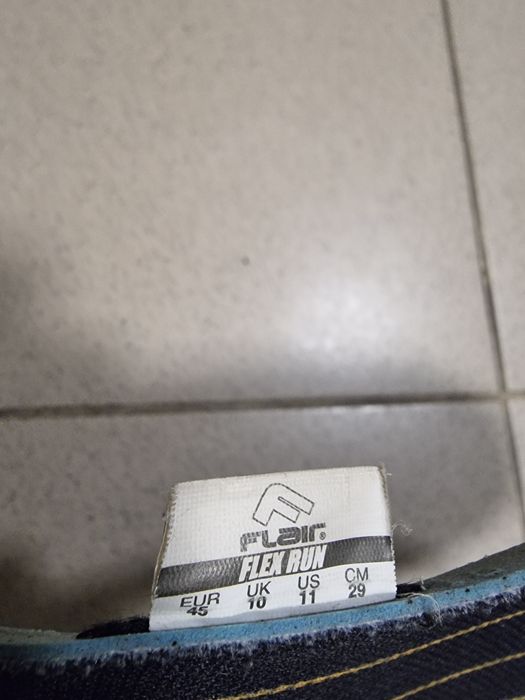 FLAIR®
FLEX RUN
EUR UK US CM
45 10 11 29